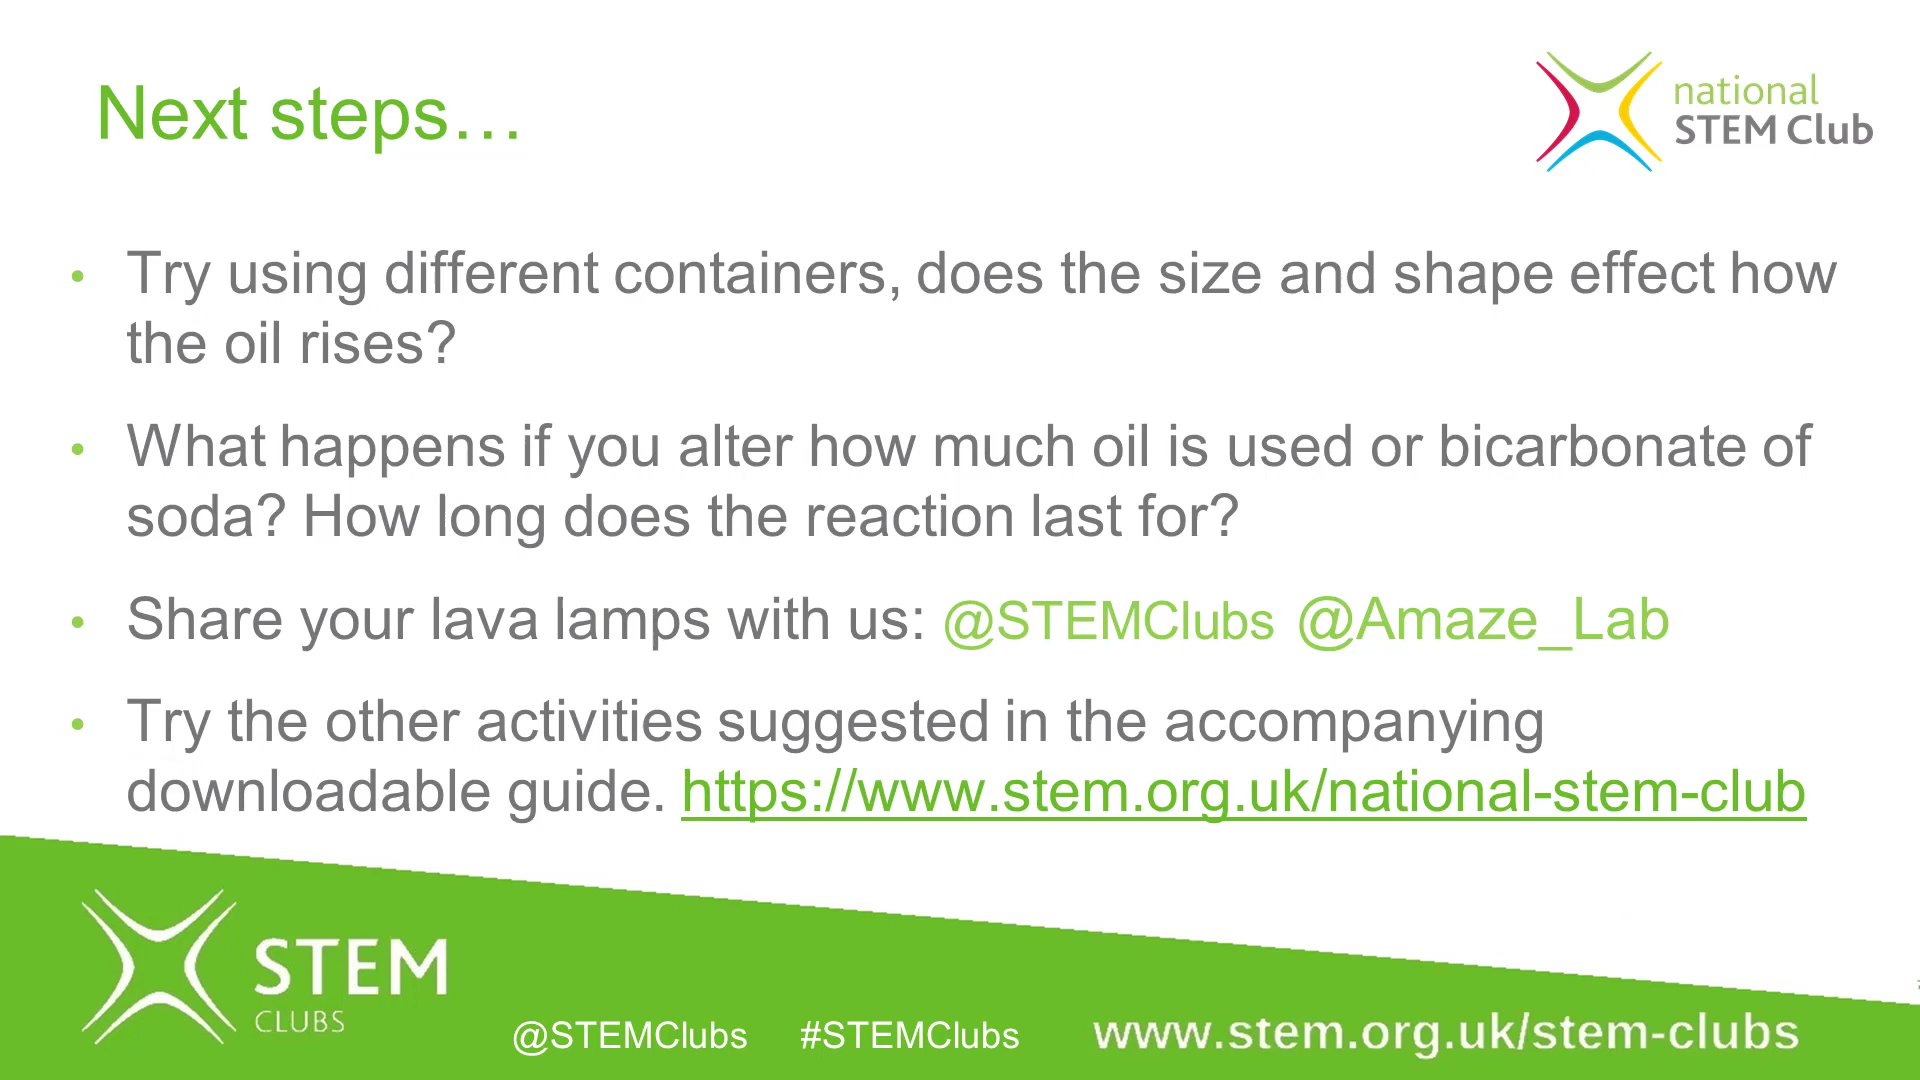 Next steps…
national
STEM Club
• Try using different containers, does the size and shape effect how
the oil rises?
• What happens if you alter how much oil is used or bicarbonate of
soda? How long does the reaction last for?
• Share your lava lamps with us: @STEMClubs @Amaze_Lab
• Try the other activities suggested in the accompanying
downloadable guide. https://www.stem.org.uk/national-stem-club
STEM
CLUBS
@STEMClubs #STEMClubs www.stem.org.uk/stem-clubs